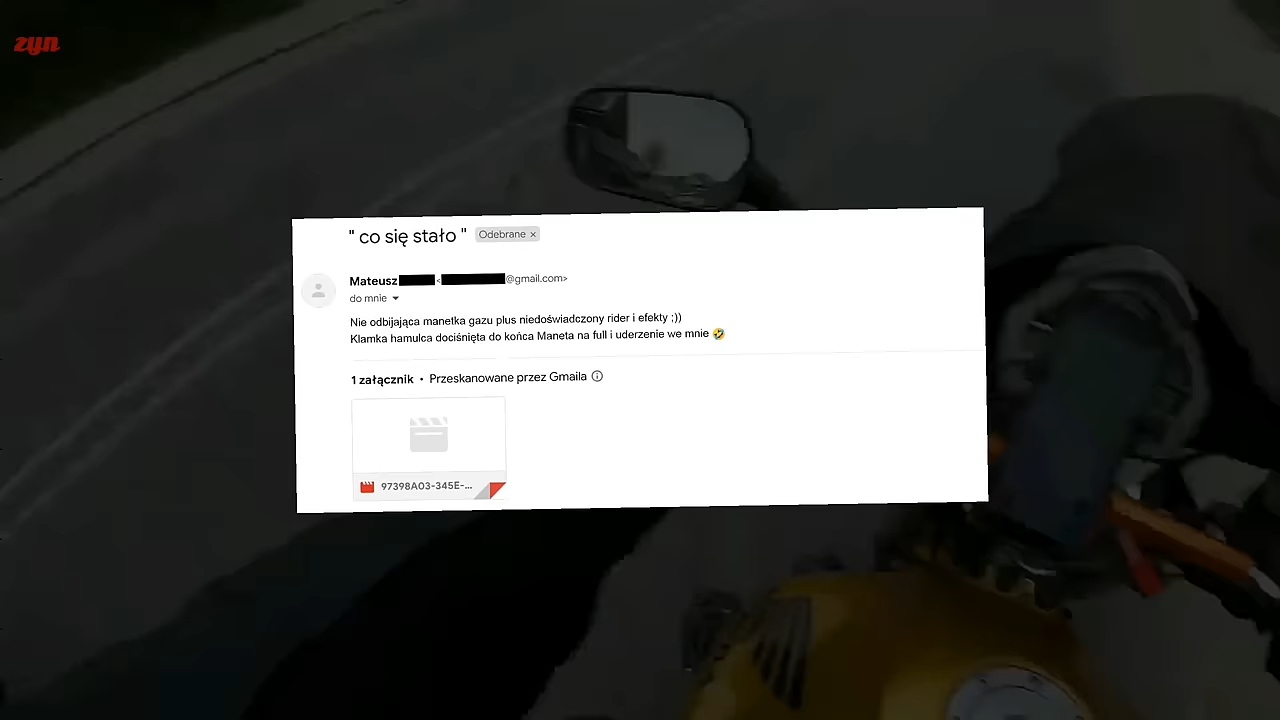 zyn
" co się stało " Odebrane ×
Mateusz < @gmail.com>
do mnie
Nie odbijająca manetka gazu plus niedoświadczony rider i efekty ;))
Klamka hamulca dociśnięta do końca Maneta na full i uderzenie we mnie 🤣
1 załącznik • Przeskanowane przez Gmaila
97398A03-345E-...